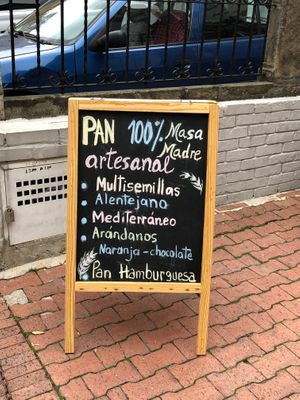 PAN 100% Masa
Madre
artesanal
• Multisemillas
• Alentejano
• Mediterráneo
• Arándanos
• Naranja-chocolate
• Pan Hamburguesa